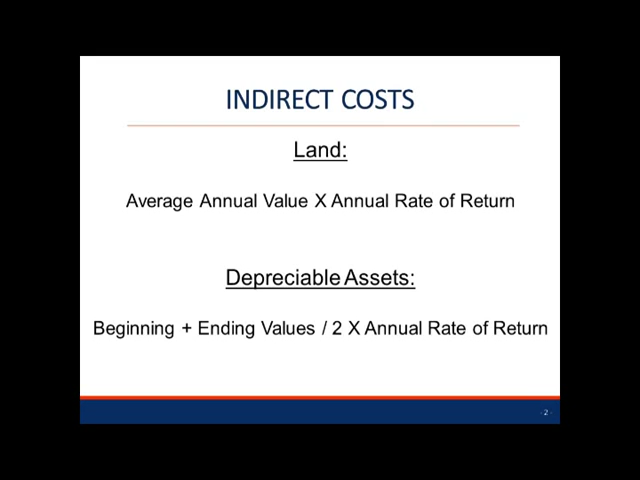 INDIRECT COSTS
Land:
Average Annual Value X Annual Rate of Return
Depreciable Assets:
Beginning + Ending Values / 2 X Annual Rate of Return
- 2 -